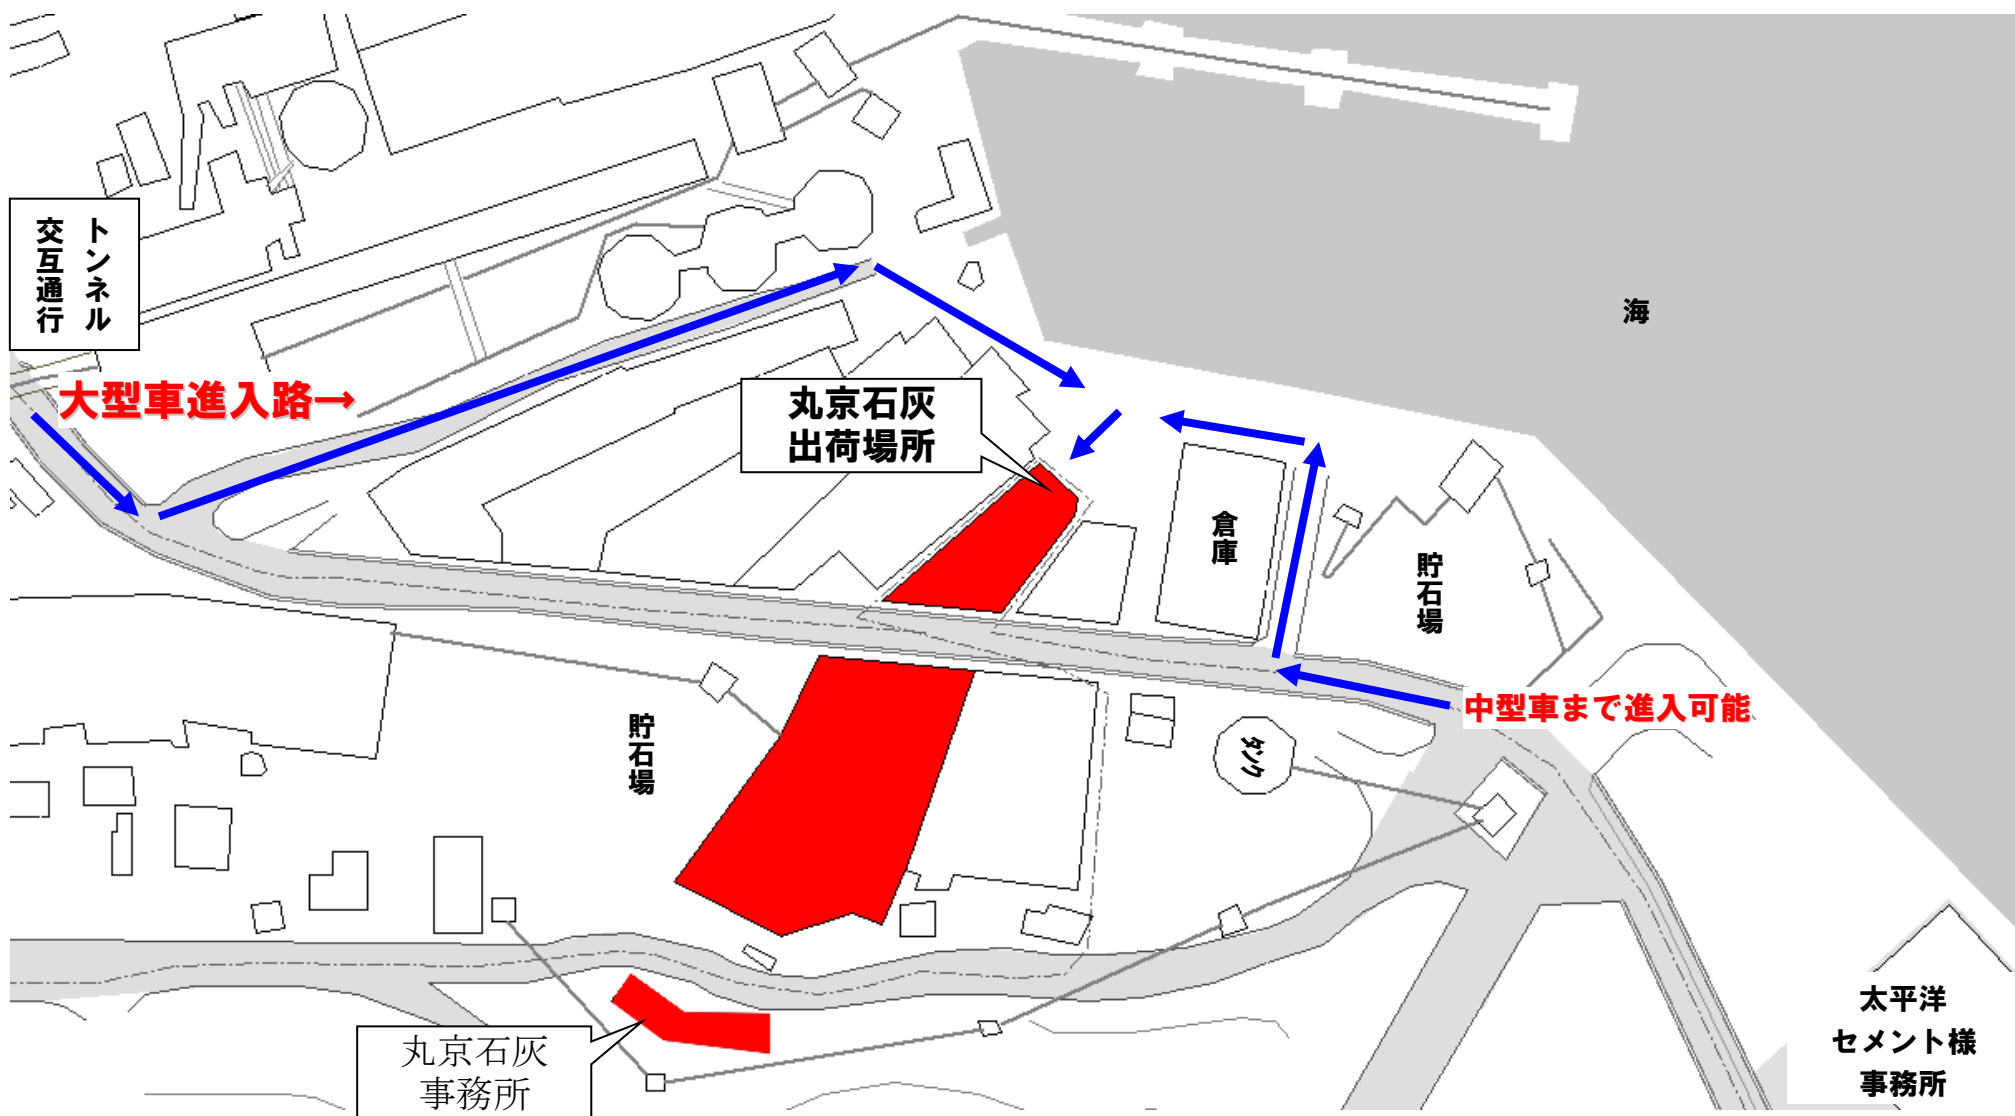 トンネル
交互通行
大型車進入路→
丸京石灰
出荷場所
海
倉庫
貯石場
中型車まで進入可能
貯石場
タンク
丸京石灰
事務所
太平洋
セメント様
事務所